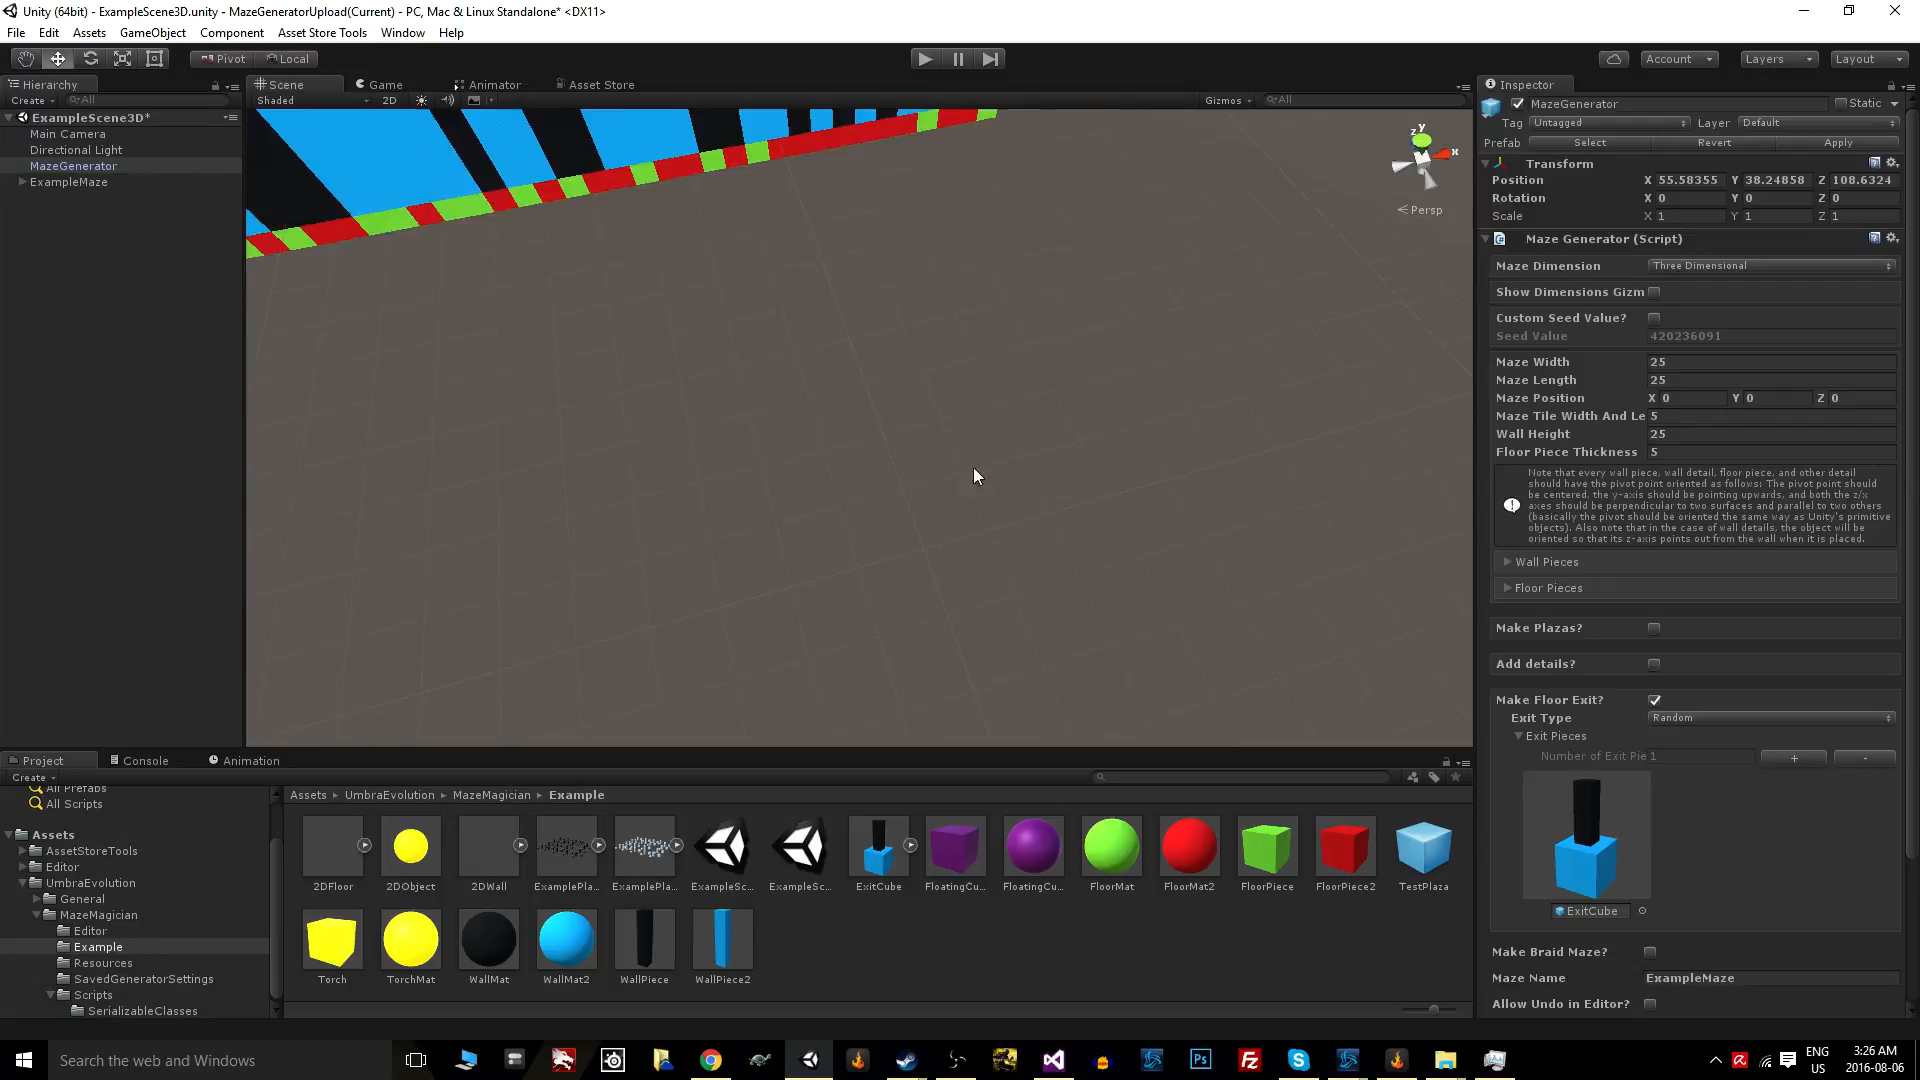 Unity (64bit) - ExampleScene3D.unity - MazeGeneratorUpload(Current) - PC, Mac & Linux Standalone* <DX11>
File Edit Assets GameObject Component Asset Store Tools Window Help
Pivot Local Account Layers Layout
Hierarchy Scene Game Animator Asset Store Inspector
Create All Shaded 2D Gizmos All
ExampleScene3D*
Main Camera
Directional Light
MazeGenerator
ExampleMaze
y
z
x
Persp
MazeGenerator Static
Tag Untagged Layer Default
Prefab Select Revert Apply
Transform
Position X 55.58355 Y 38.24858 Z 108.6324
Rotation X 0 Y 0 Z 0
Scale X 1 Y 1 Z 1
Maze Generator (Script)
Maze Dimension Three Dimensional
Show Dimensions Gizm
Custom Seed Value?
Seed Value 420236091
Maze Width 25
Maze Length 25
Maze Position X 0 Y 0 Z 0
Maze Tile Width And Le 5
Wall Height 25
Floor Piece Thickness 5
Note that every wall piece, wall detail, floor piece, and other detail
should have the pivot point oriented as follows: The pivot point should
be centered, the y-axis should be pointing upwards, and both the z/x
axes should be perpendicular to two surfaces and parallel to two others
(basically the pivot should be oriented the same way as Unity's primitive
objects). Also note that in the case of wall details, the object will be
oriented so that its z-axis points out from the wall when it is placed.
Wall Pieces
Floor Pieces
Make Plazas?
Add details?
Make Floor Exit?
Exit Type Random
Exit Pieces
Number of Exit Pie 1 + -
ExitCube
Make Braid Maze?
Maze Name ExampleMaze
Allow Undo in Editor?
Project Console Animation
Create
All Prefabs
All Scripts
Assets
AssetStoreTools
Editor
UmbraEvolution
General
MazeMagician
Editor
Example
Resources
SavedGeneratorSettings
Scripts
SerializableClasses
Assets UmbraEvolution MazeMagician Example
2DFloor 2DObject 2DWall ExamplePla... ExamplePla... ExampleSc... ExampleSc... ExitCube FloatingCu... FloatingCu... FloorMat FloorMat2 FloorPiece FloorPiece2 TestPlaza
Torch TorchMat WallMat WallMat2 WallPiece WallPiece2
Search the web and Windows
Ps
Fz
ENG
US
3:26 AM
2016-08-06